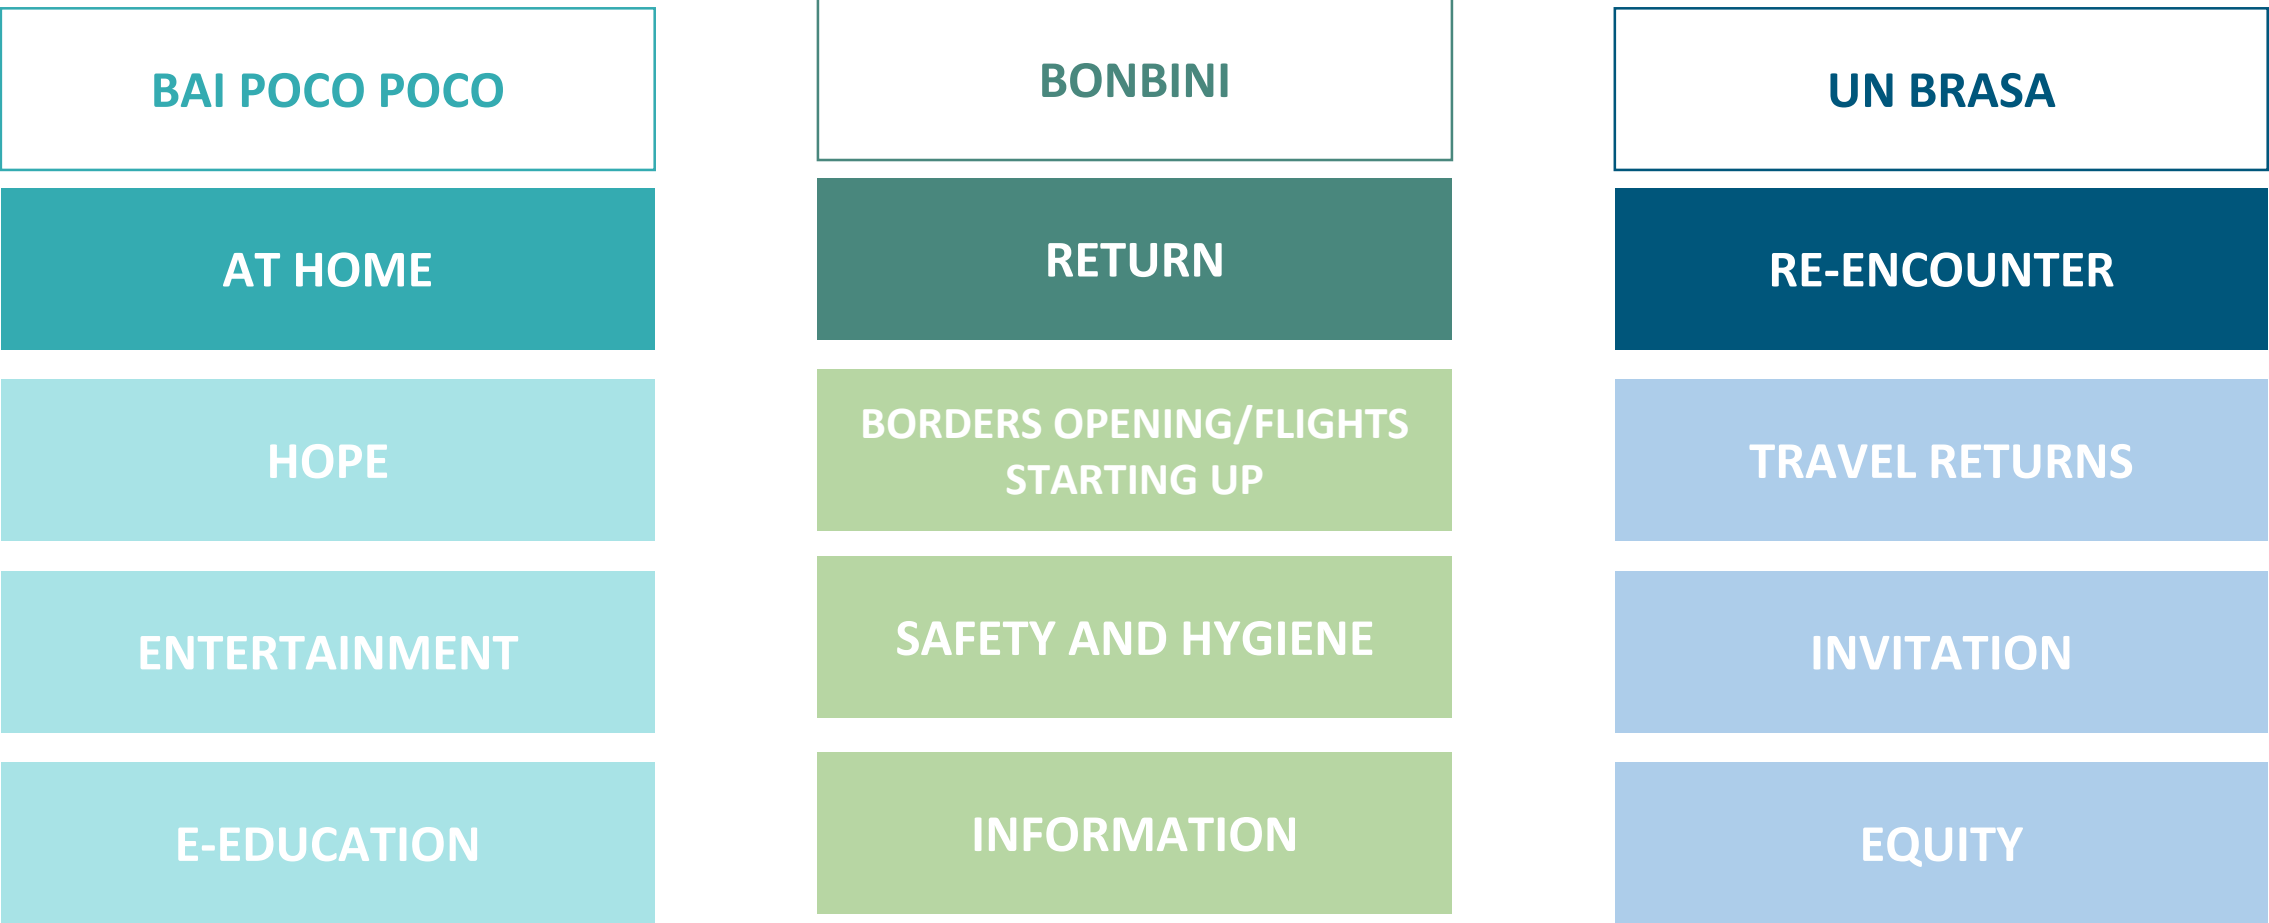 BAI POCO POCO
AT HOME
HOPE
ENTERTAINMENT
E-EDUCATION
BONBINI
RETURN
BORDERS OPENING/FLIGHTS
STARTING UP
SAFETY AND HYGIENE
INFORMATION
UN BRASA
RE-ENCOUNTER
TRAVEL RETURNS
INVITATION
EQUITY